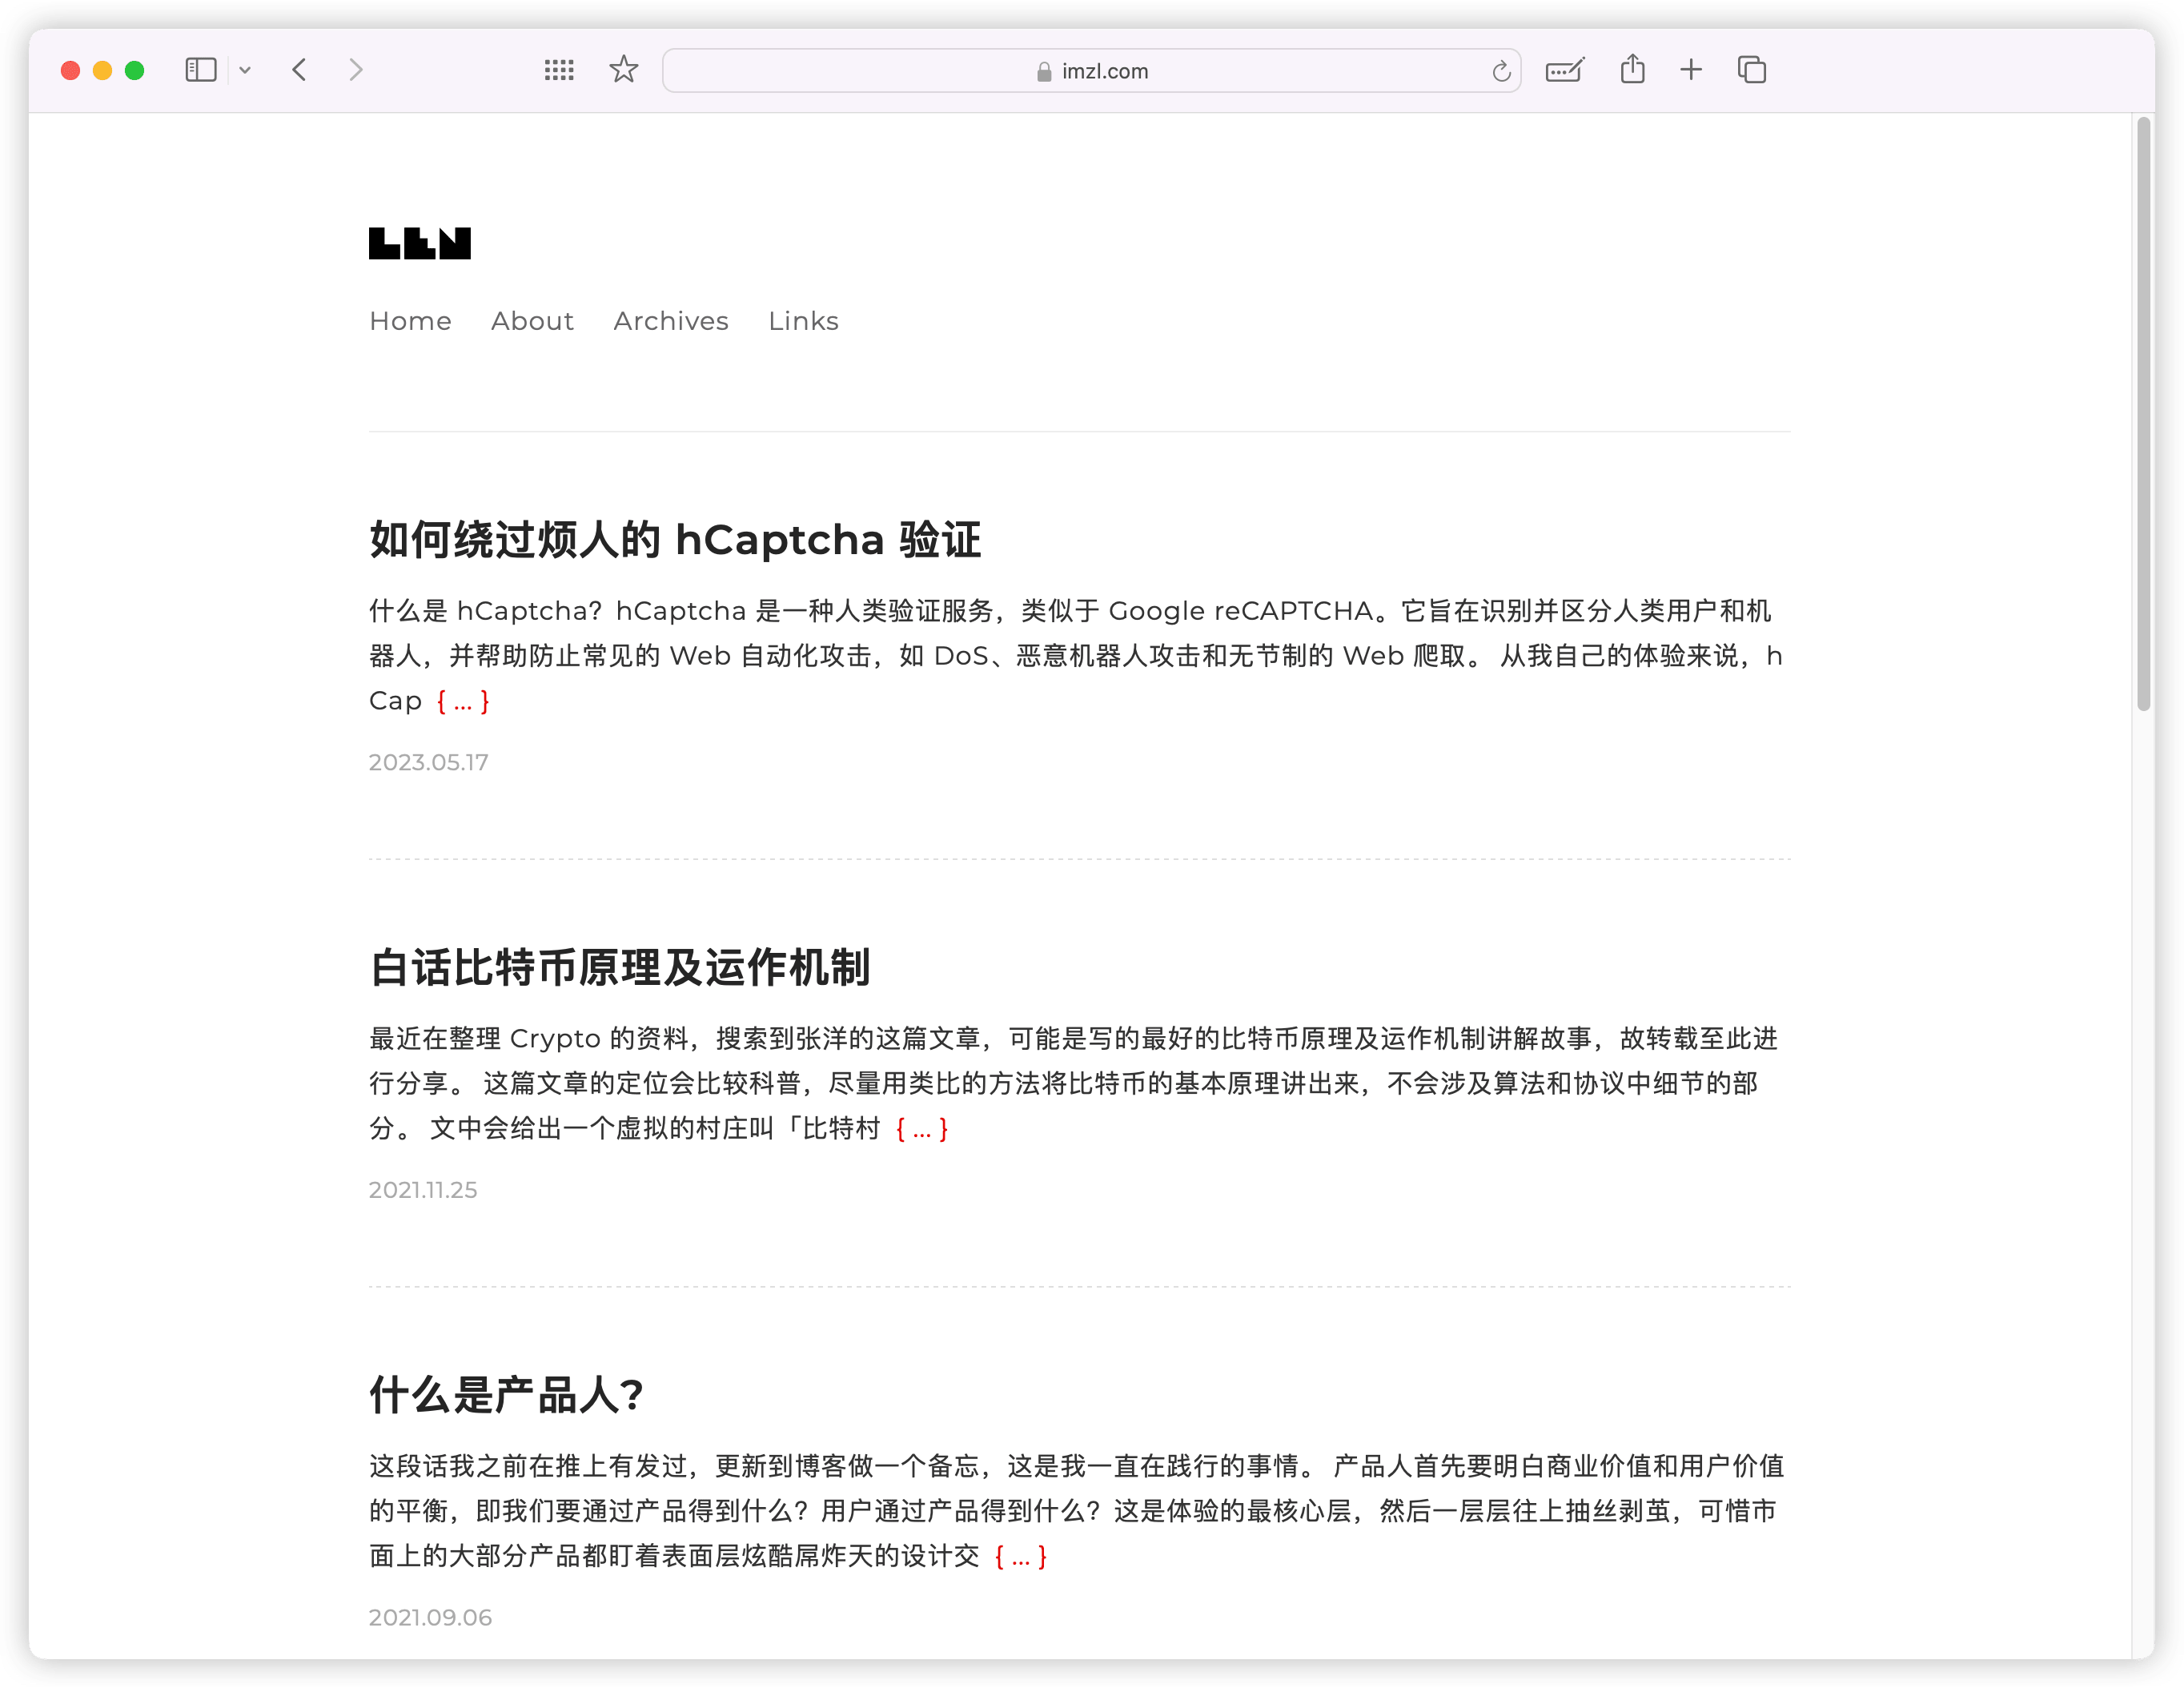 imzl.com
LEN
Home About Archives Links
如何绕过烦人的 hCaptcha 验证
什么是 hCaptcha？hCaptcha 是一种人类验证服务，类似于 Google reCAPTCHA。它旨在识别并区分人类用户和机
器人，并帮助防止常见的 Web 自动化攻击，如 DoS、恶意机器人攻击和无节制的 Web 爬取。 从我自己的体验来说，h
Cap { ... }
2023.05.17
白话比特币原理及运作机制
最近在整理 Crypto 的资料，搜索到张洋的这篇文章，可能是写的最好的比特币原理及运作机制讲解故事，故转载至此进
行分享。 这篇文章的定位会比较科普，尽量用类比的方法将比特币的基本原理讲出来，不会涉及算法和协议中细节的部
分。 文中会给出一个虚拟的村庄叫「比特村 { ... }
2021.11.25
什么是产品人？
这段话我之前在推上有发过，更新到博客做一个备忘，这是我一直在践行的事情。 产品人首先要明白商业价值和用户价值
的平衡，即我们要通过产品得到什么？用户通过产品得到什么？这是体验的最核心层，然后一层层往上抽丝剥茧，可惜市
面上的大部分产品都盯着表面层炫酷屌炸天的设计交 { ... }
2021.09.06